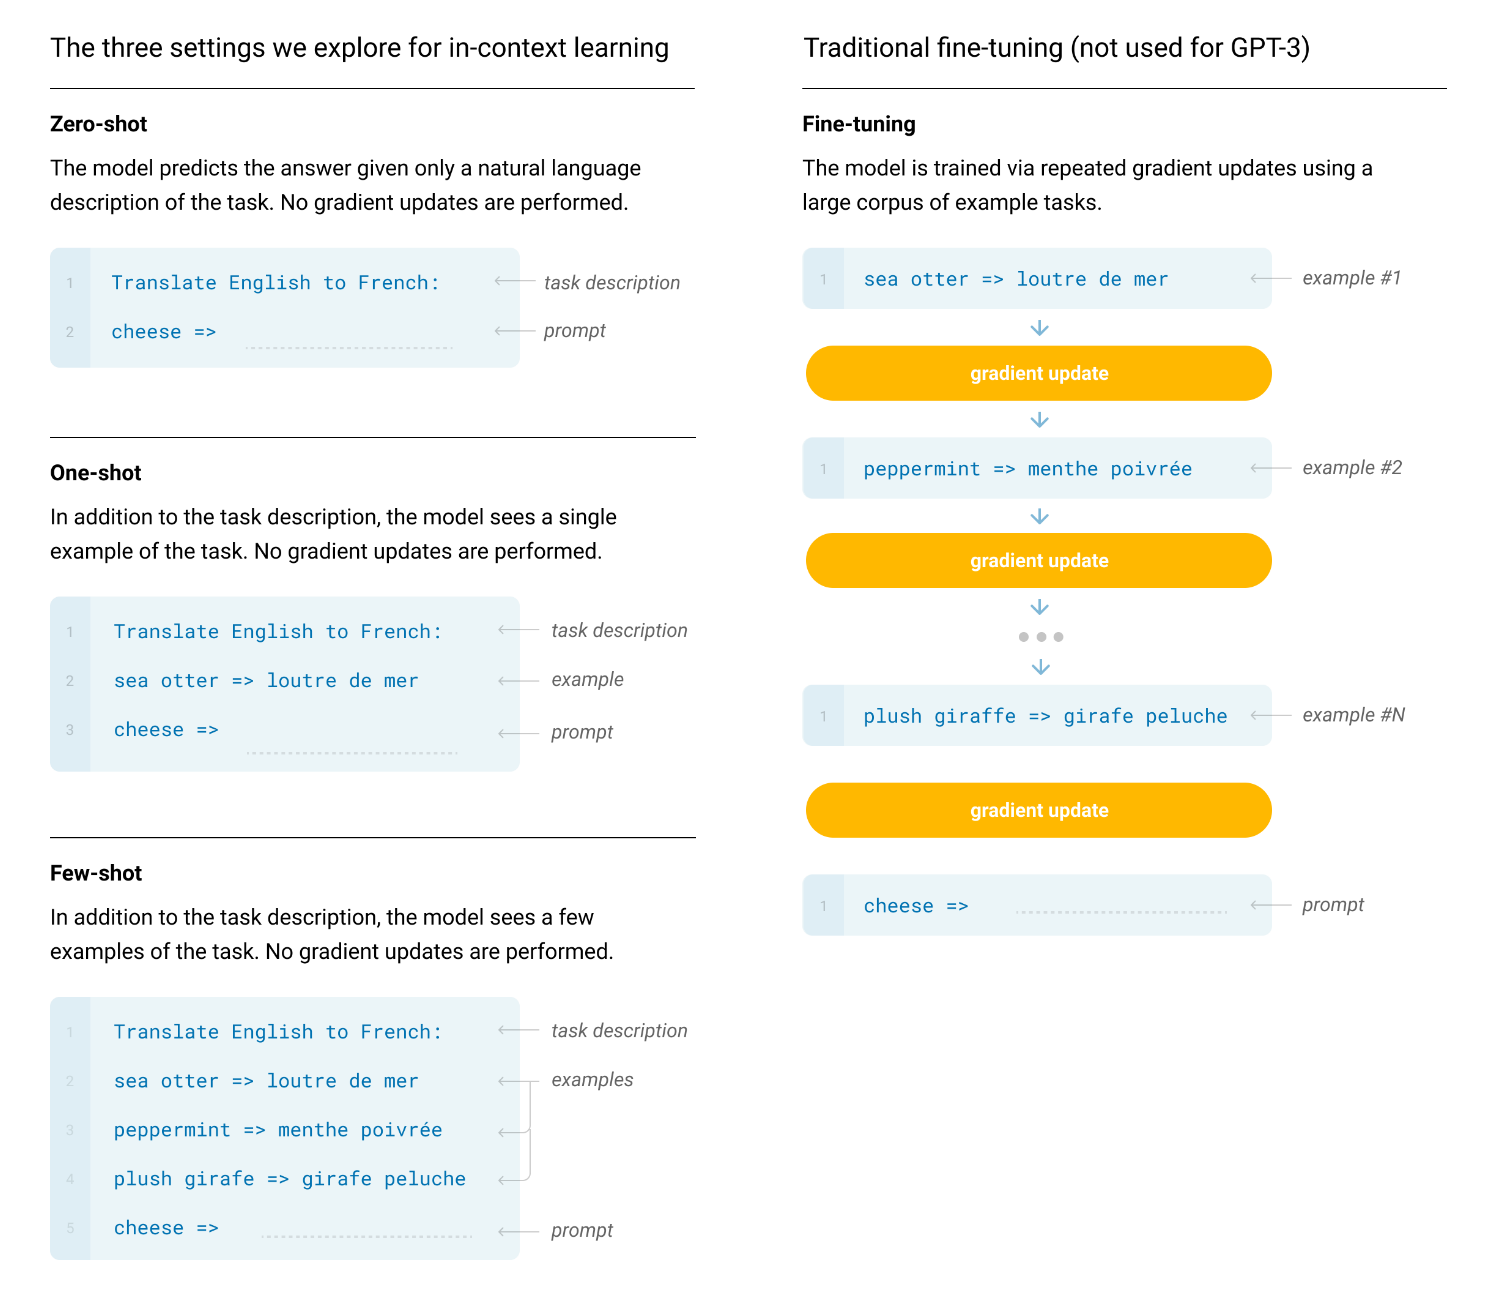 The three settings we explore for in-context learning
Zero-shot
The model predicts the answer given only a natural language
description of the task. No gradient updates are performed.
1 Translate English to French: task description
2 cheese => prompt
One-shot
In addition to the task description, the model sees a single
example of the task. No gradient updates are performed.
1 Translate English to French: task description
2 sea otter => loutre de mer example
3 cheese => prompt
Few-shot
In addition to the task description, the model sees a few
examples of the task. No gradient updates are performed.
1 Translate English to French: task description
2 sea otter => loutre de mer examples
3 peppermint => menthe poivrée
4 plush girafe => girafe peluche
5 cheese => prompt
Traditional fine-tuning (not used for GPT-3)
Fine-tuning
The model is trained via repeated gradient updates using a
large corpus of example tasks.
1 sea otter => loutre de mer example #1
gradient update
1 peppermint => menthe poivrée example #2
gradient update
1 plush giraffe => girafe peluche example #N
gradient update
1 cheese => prompt